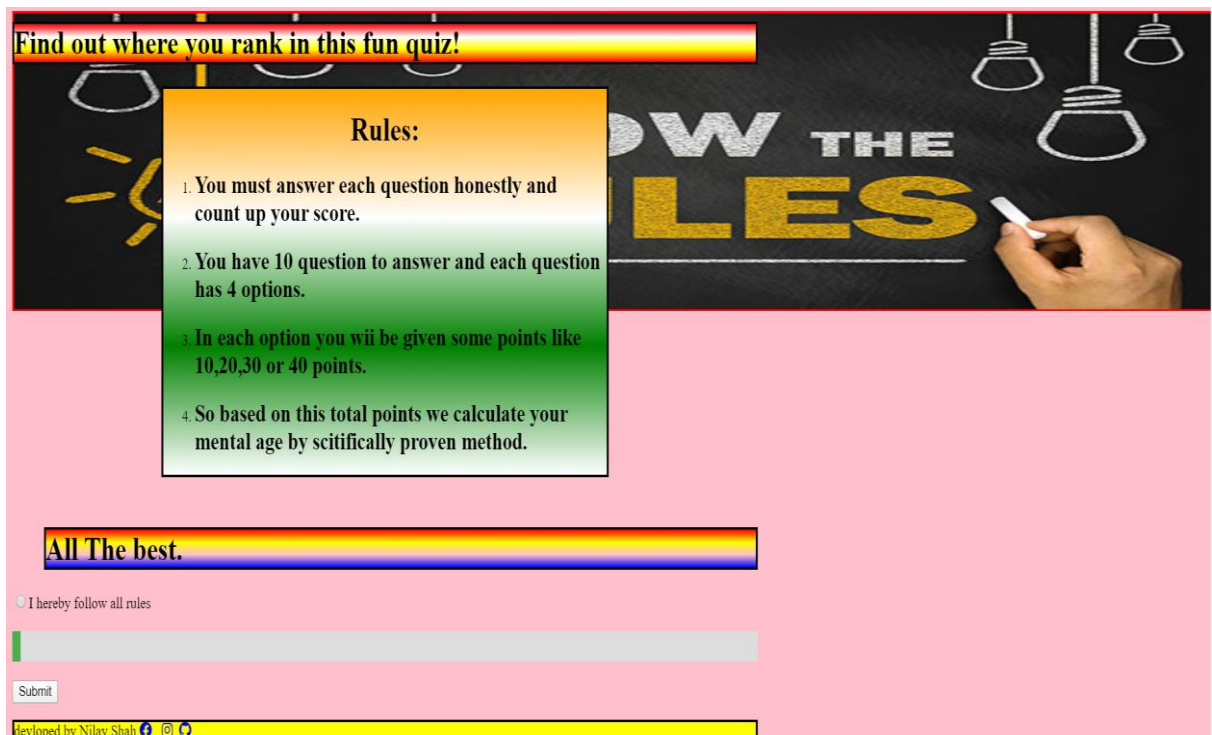 Find out where you rank in this fun quiz!
OW THE
LES
Rules:
1. You must answer each question honestly and
count up your score.
2. You have 10 question to answer and each question
has 4 options.
3. In each option you wii be given some points like
10,20,30 or 40 points.
4. So based on this total points we calculate your
mental age by scitifically proven method.
All The best.
I hereby follow all rules
Submit
devloped by Nilay Shah